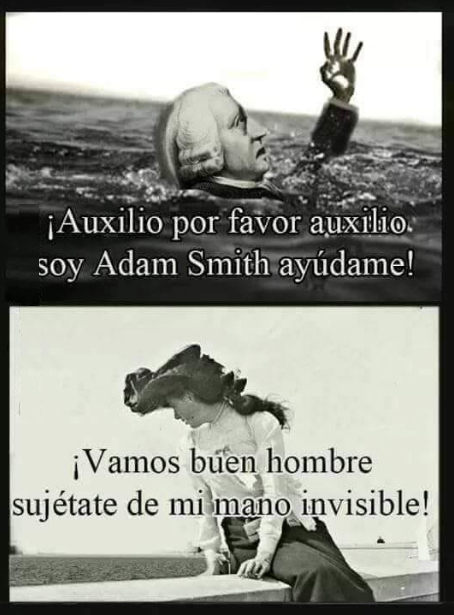 ¡Auxilio por favor auxilio.
soy Adam Smith ayúdame!
¡Vamos buen hombre
sujétate de mi mano invisible!